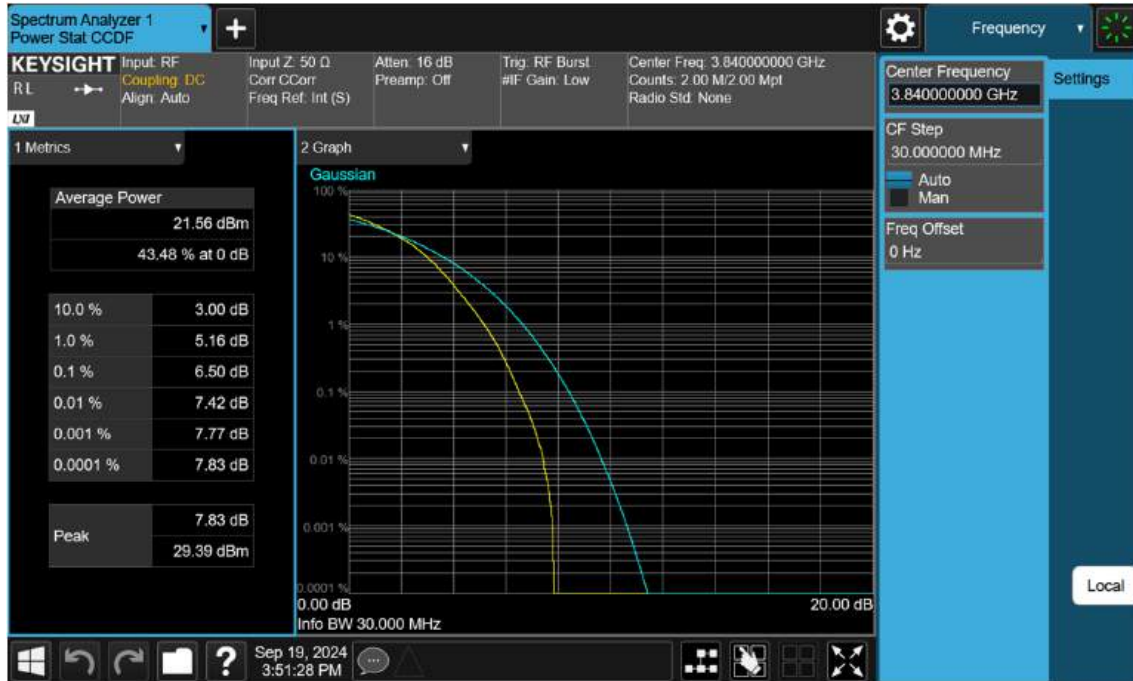 Spectrum Analyzer 1
Power Stat CCDF
+
Frequency
KEYSIGHT
RL
LXI
Input: RF
Coupling: DC
Align: Auto
Input Z: 50 Ω
Corr CCorr
Freq Ref: Int (S)
Atten: 16 dB
Preamp: Off
Trig: RF Burst
#IF Gain: Low
Center Freq: 3.840000000 GHz
Counts: 2.00 M/2.00 Mpt
Radio Std: None
Center Frequency
3.840000000 GHz
Settings
CF Step
30.000000 MHz
Auto
Man
Freq Offset
0 Hz
1 Metrics
Average Power
21.56 dBm
43.48 % at 0 dB
10.0 % 3.00 dB
1.0 % 5.16 dB
0.1 % 6.50 dB
0.01 % 7.42 dB
0.001 % 7.77 dB
0.0001 % 7.83 dB
Peak
7.83 dB
29.39 dBm
2 Graph
Gaussian
100 %
10 %
1 %
0.1 %
0.01 %
0.001 %
0.0001 %
0.00 dB 20.00 dB
Info BW 30.000 MHz
Local
?
Sep 19, 2024
3:51:28 PM